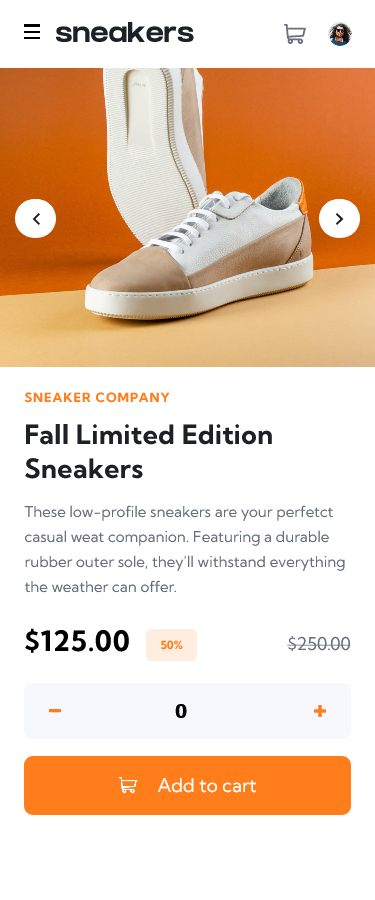 sneakers
SNEAKER COMPANY
Fall Limited Edition
Sneakers
These low-profile sneakers are your perfetct
casual weat companion. Featuring a durable
rubber outer sole, they'll withstand everything
the weather can offer.
$125.00 50% $250.00
0
Add to cart